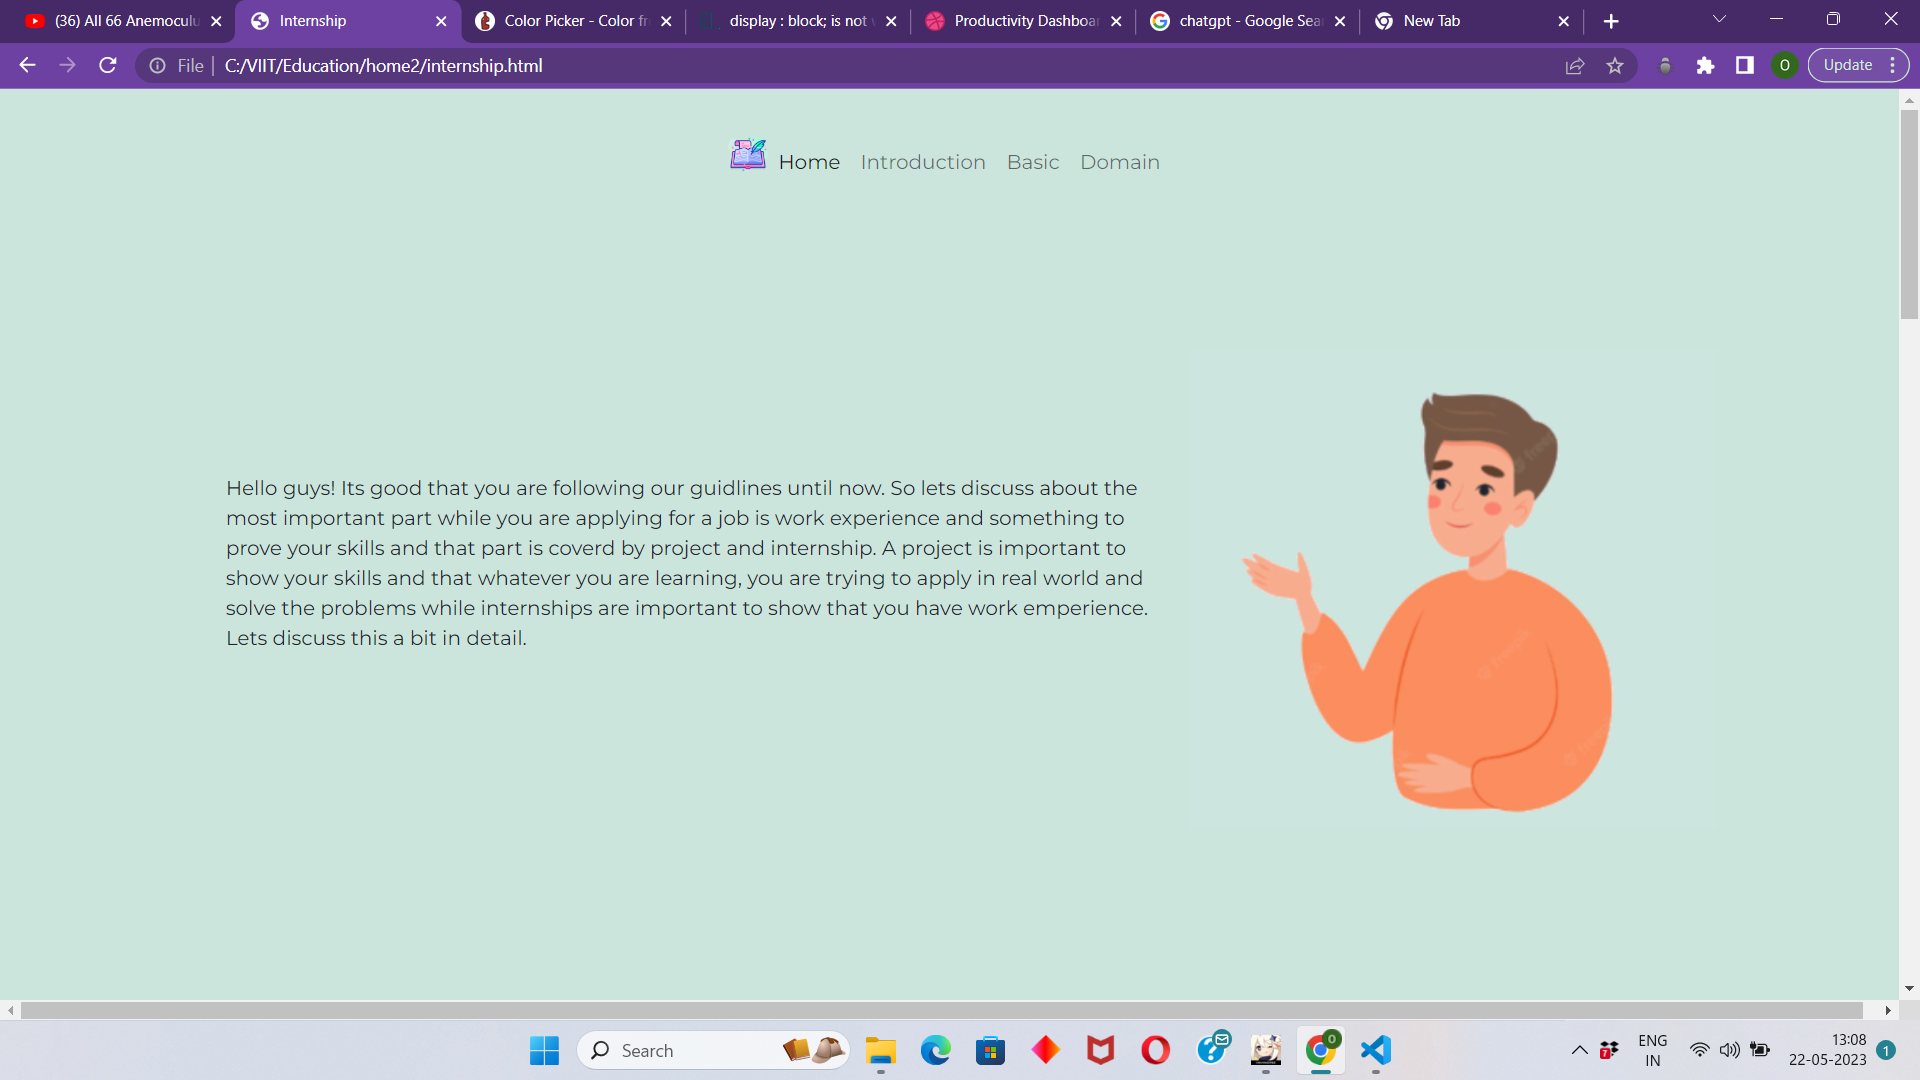 (36) All 66 Anemoculu
Internship
Color Picker - Color fr
display : block; is not
Productivity Dashboar
chatgpt - Google Sear
New Tab
File
C:/VIIT/Education/home2/internship.html
O
Update
Home
Introduction
Basic
Domain
Hello guys! Its good that you are following our guidlines until now. So lets discuss about the
most important part while you are applying for a job is work experience and something to
prove your skills and that part is coverd by project and internship. A project is important to
show your skills and that whatever you are learning, you are trying to apply in real world and
solve the problems while internships are important to show that you have work emperience.
Lets discuss this a bit in detail.
Search
7
ENG
IN
13:08
22-05-2023
1